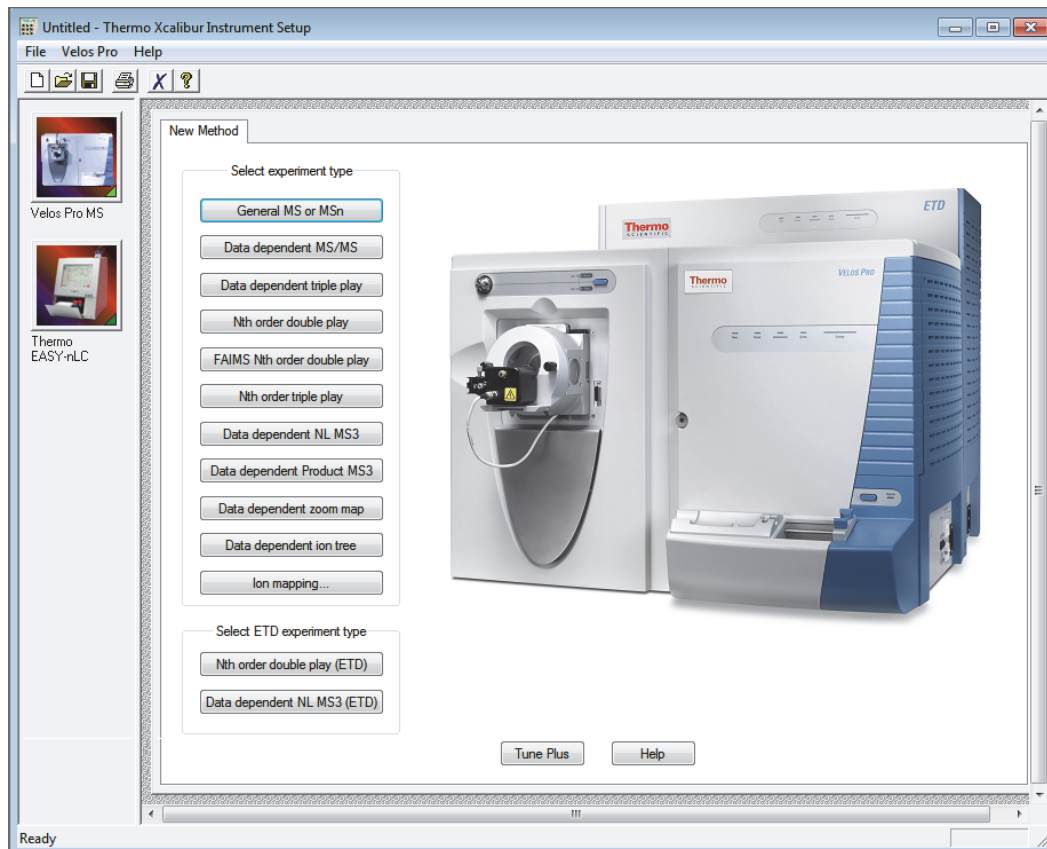 Untitled - Thermo Xcalibur Instrument Setup
File Velos Pro Help
New Method
Velos Pro MS
Thermo
EASY-nLC
Select experiment type
General MS or MSn
Data dependent MS/MS
Data dependent triple play
Nth order double play
FAIMS Nth order double play
Nth order triple play
Data dependent NL MS3
Data dependent Product MS3
Data dependent zoom map
Data dependent ion tree
Ion mapping...
Select ETD experiment type
Nth order double play (ETD)
Data dependent NL MS3 (ETD)
Thermo
SCIENTIFIC
ETD
Thermo
SCIENTIFIC
VELOS PRO
Tune Plus
Help
Ready